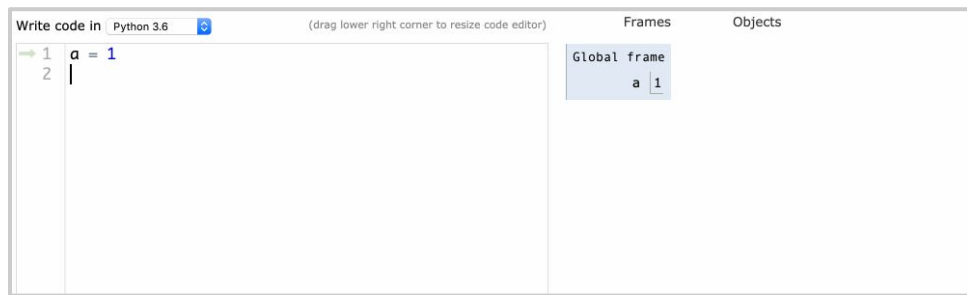 Write code in Python 3.6 (drag lower right corner to resize code editor) Frames Objects
1 a = 1
2
Global frame
a 1